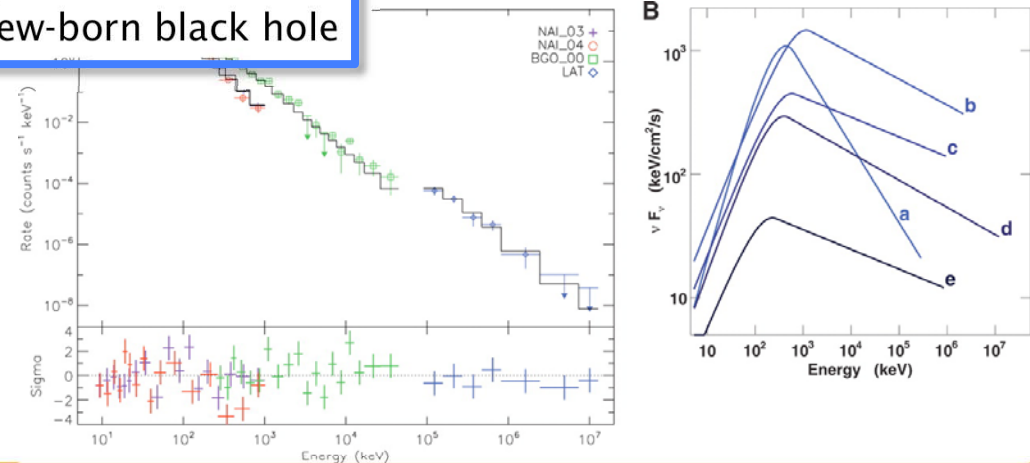 ew-born black hole
NAI_03 +
NAI_04
BGO_00
LAT
Rate (counts s⁻¹ keV⁻¹)
10⁻²
10⁻⁴
10⁻⁶
10⁻⁸
Sigma
4
2
0
−2
−4
10¹ 10² 10³ 10⁴ 10⁵ 10⁶ 10⁷
Energy (keV)
B
ν Fᵥ (keV/cm²/s)
10³
10²
10
a
b
c
d
e
10 10² 10³ 10⁴ 10⁵ 10⁶ 10⁷
Energy (keV)